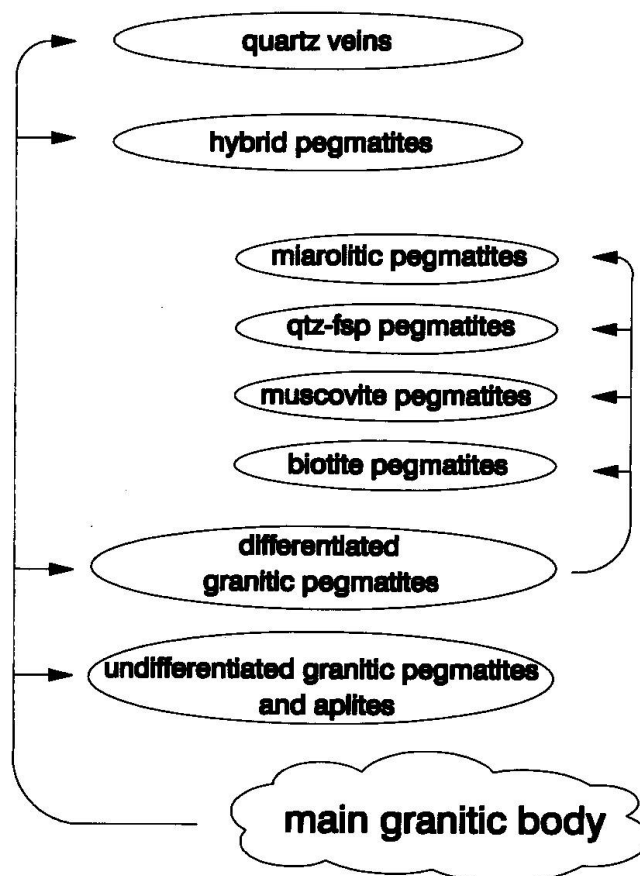 quartz veins
hybrid pegmatites
miarolitic pegmatites
qtz-fsp pegmatites
muscovite pegmatites
biotite pegmatites
differentiated
granitic pegmatites
undifferentiated granitic pegmatites
and aplites
main granitic body